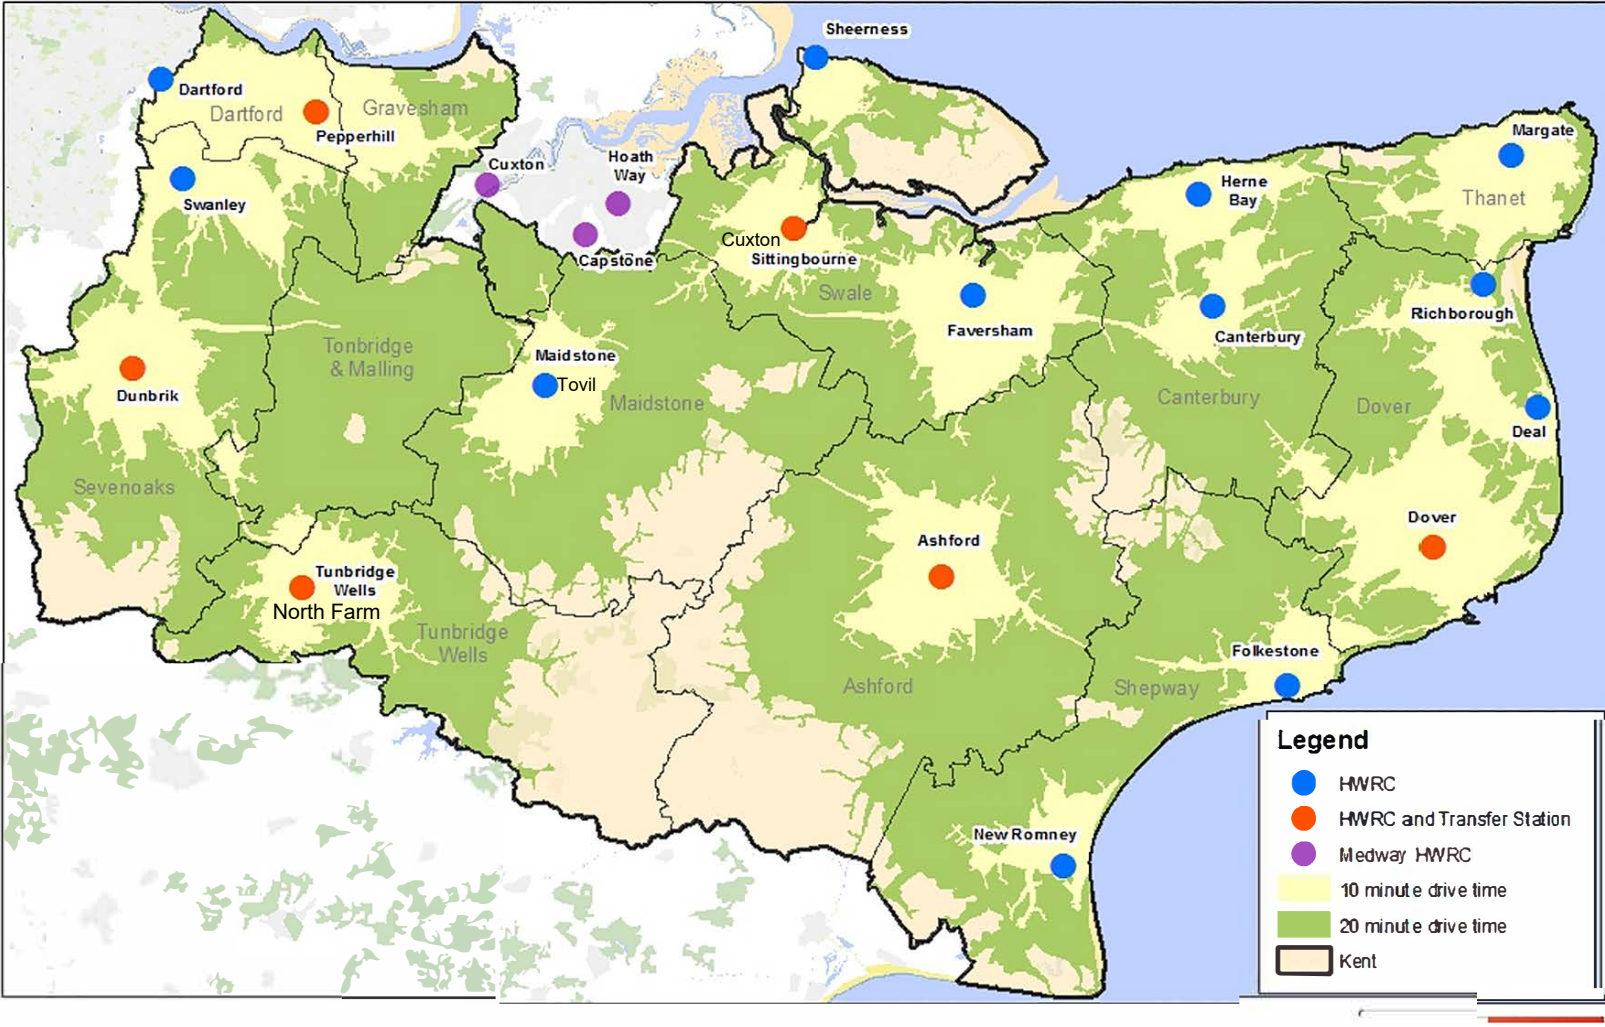 Sheerness
Dartford
Dartford
Gravesham
Pepperhill
Margate
Cuxton
Hoath
Way
Herne
Bay
Thanet
Swanley
Cuxton
Sittingbourne
Capstone
Swale
Richborough
Faversham
Canterbury
Tonbridge
& Malling
Maidstone
Tovil
Maidstone
Dunbrik
Canterbury
Dover
Deal
Sevenoaks
Dover
Ashford
Tunbridge
Wells
North Farm
Tunbridge
Wells
Folkestone
Ashford
Shepway
New Romney
Legend
HWRC
HWRC and Transfer Station
Medway HWRC
10 minute drive time
20 minute drive time
Kent